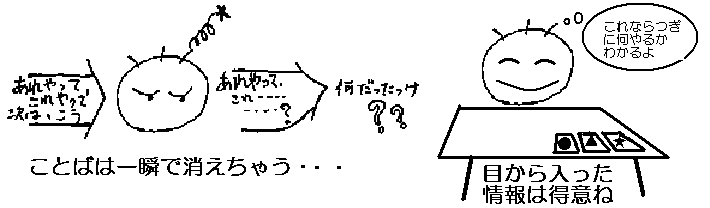 あれやって
これやって
次は、こう
あれやって、
これ----
-----?
何だったっけ
??
ことばは一瞬で消えちゃう・・・
これならつぎ
に何やるか
わかるよ
目から入った
情報は得意ね